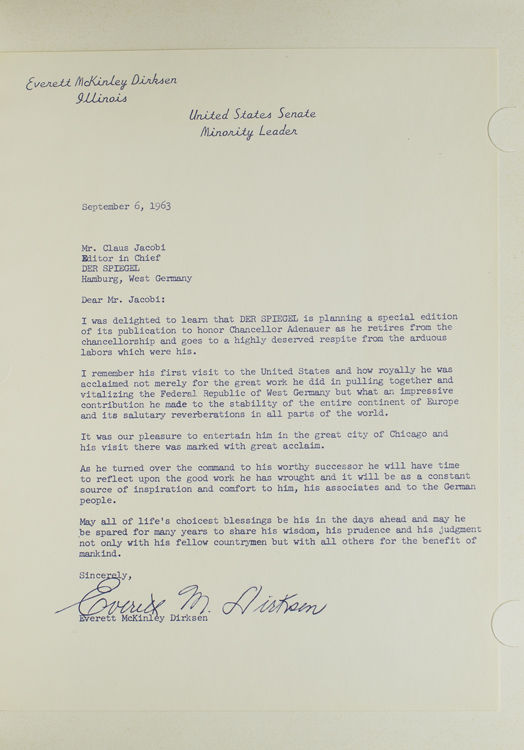 Everett McKinley Dirksen
Illinois
United States Senate
Minority Leader
September 6, 1963
Mr. Claus Jacobi
Editor in Chief
DER SPIEGEL
Hamburg, West Germany
Dear Mr. Jacobi:
I was delighted to learn that DER SPIEGEL is planning a special edition
of its publication to honor Chancellor Adenauer as he retires from the
chancellorship and goes to a highly deserved respite from the arduous
labors which were his.
I remember his first visit to the United States and how royally he was
acclaimed not merely for the great work he did in pulling together and
vitalizing the Federal Republic of West Germany but what an impressive
contribution he made to the stability of the entire continent of Europe
and its salutary reverberations in all parts of the world.
It was our pleasure to entertain him in the great city of Chicago and
his visit there was marked with great acclaim.
As he turned over the command to his worthy successor he will have time
to reflect upon the good work he has wrought and it will be as a constant
source of inspiration and comfort to him, his associates and to the German
people.
May all of life's choicest blessings be his in the days ahead and may he
be spared for many years to share his wisdom, his prudence and his judgment
not only with his fellow countrymen but with all others for the benefit of
mankind.
Sincerely,
Everett M. Dirksen
Everett McKinley Dirksen